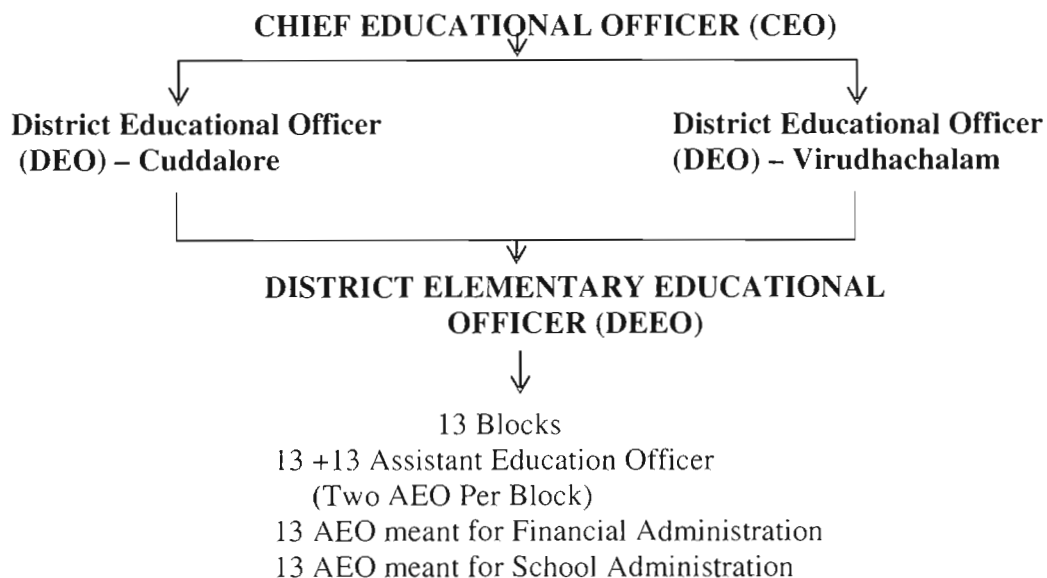 CHIEF EDUCATIONAL OFFICER (CEO)
District Educational Officer
(DEO) – Cuddalore
District Educational Officer
(DEO) – Virudhachalam
DISTRICT ELEMENTARY EDUCATIONAL
OFFICER (DEEO)
13 Blocks
13 +13 Assistant Education Officer
(Two AEO Per Block)
13 AEO meant for Financial Administration
13 AEO meant for School Administration